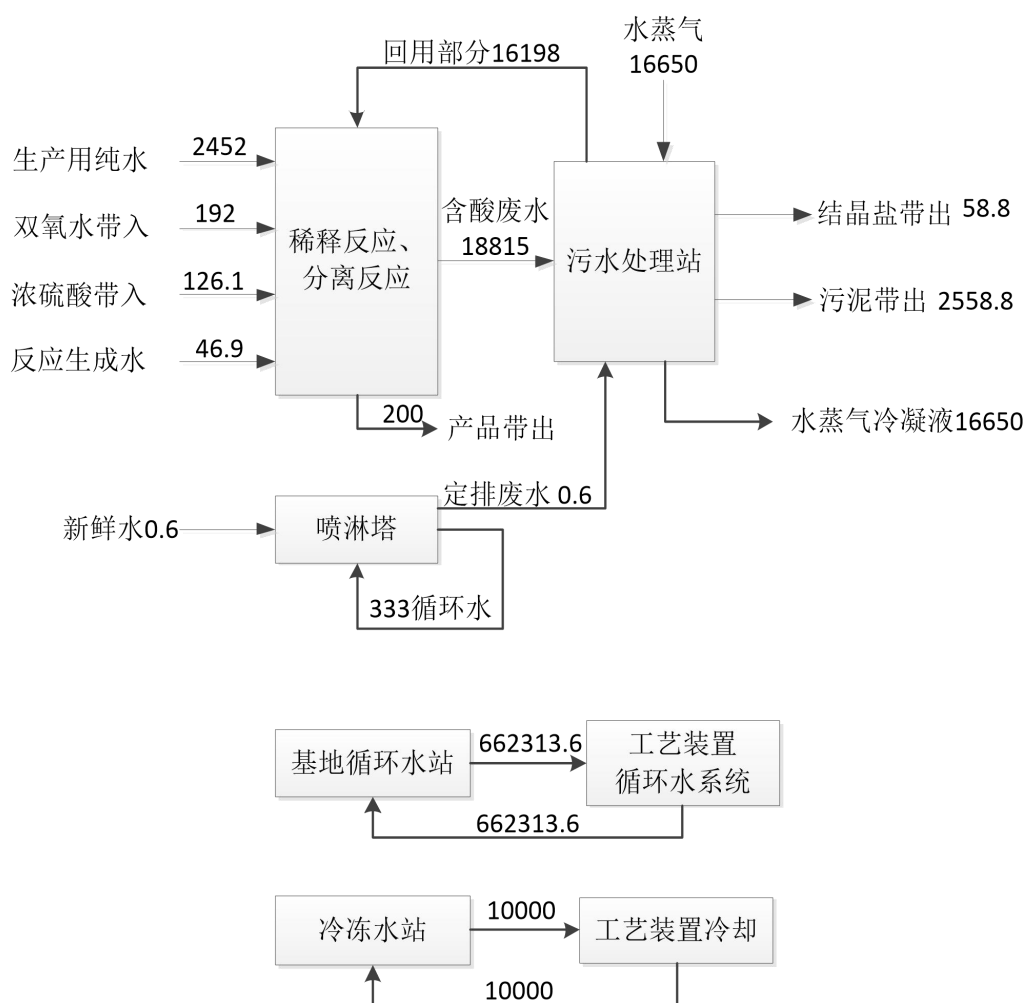 水蒸气
16650
回用部分16198
生产用纯水
2452
双氧水带入
192
浓硫酸带入
126.1
反应生成水
46.9
稀释反应、
分离反应
含酸废水
18815
污水处理站
结晶盐带出 58.8
污泥带出 2558.8
200
产品带出
水蒸气冷凝液16650
定排废水 0.6
新鲜水0.6
喷淋塔
333循环水
基地循环水站
662313.6
工艺装置
循环水系统
662313.6
冷冻水站
10000
工艺装置冷却
10000